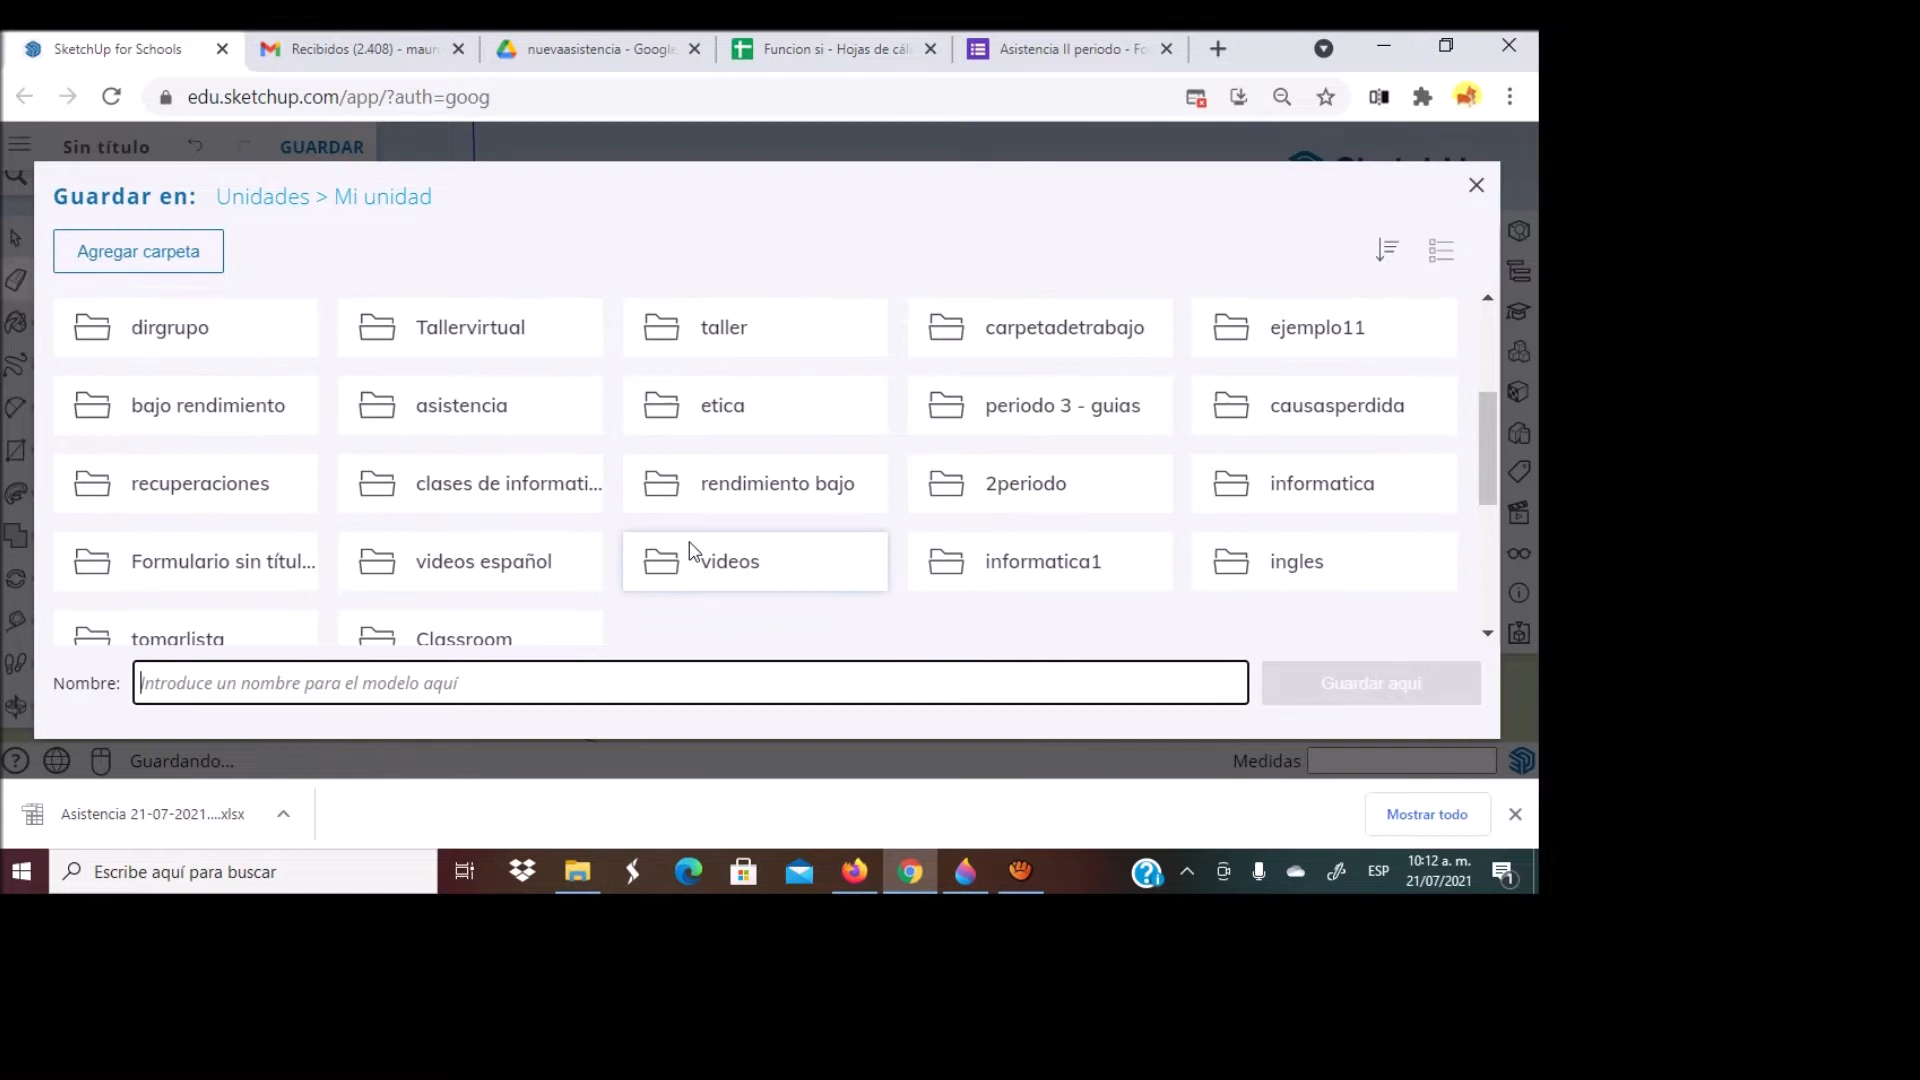 SketchUp for Schools
Recibidos (2.408) - maur
nuevaasistencia - Google
Funcion si - Hojas de cál
Asistencia II periodo - Fo
edu.sketchup.com/app/?auth=goog
Sin título
GUARDAR
Guardar en: Unidades > Mi unidad
Agregar carpeta
dirgrupo
Tallervirtual
taller
carpetadetrabajo
ejemplo11
bajo rendimiento
asistencia
etica
periodo 3 - guias
causasperdida
recuperaciones
clases de informati...
rendimiento bajo
2periodo
informatica
Formulario sin títul...
videos español
videos
informatica1
ingles
tomarlista
Classroom
Nombre: Introduce un nombre para el modelo aquí
Guardar aquí
Guardando...
Medidas
Asistencia 21-07-2021....xlsx
Mostrar todo
Escribe aquí para buscar
ESP
10:12 a. m.
21/07/2021
1